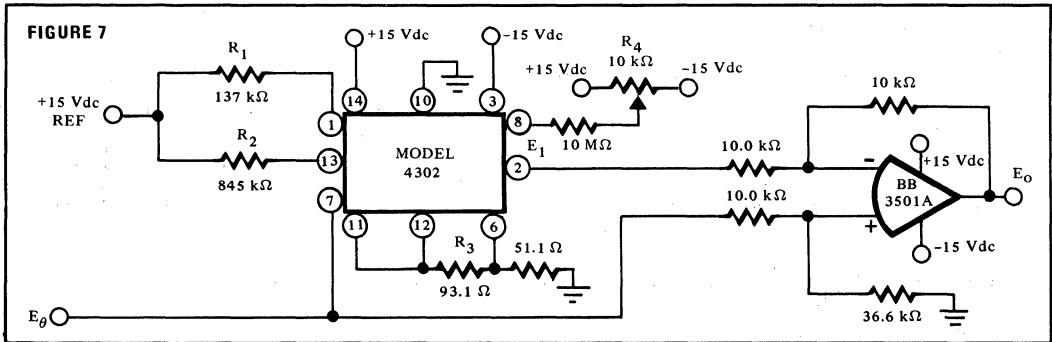 FIGURE 7
R1
137 kΩ
+15 Vdc
REF
R2
845 kΩ
+15 Vdc
-15 Vdc
R4
10 kΩ
+15 Vdc
-15 Vdc
14
10
3
1
13
7
8
2
11
12
6
MODEL
4302
E1
10 MΩ
R3
93.1 Ω
51.1 Ω
Eθ
10 kΩ
10.0 kΩ
10.0 kΩ
-
+
BB
3501A
+15 Vdc
-15 Vdc
Eo
36.6 kΩ